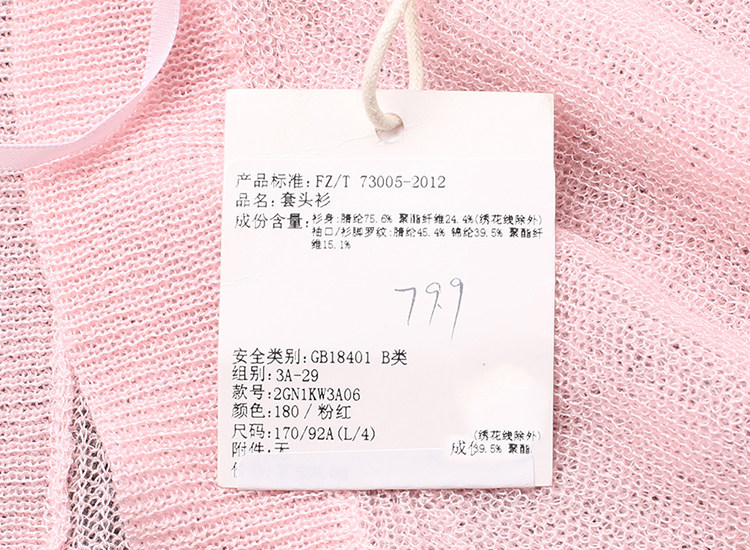 产品标准:FZ/T 73005-2012
品名:套头衫
成份含量:衫身:腈纶75.6% 聚酯纤维24.4%(绣花线除外)
袖口/衫脚罗纹:腈纶45.4% 锦纶39.5% 聚酯纤
维15.1%
799
安全类别:GB18401 B类
组别:3A-29
款号:2GN1KW3A06
颜色:180/粉红
尺码:170/92A(L/4)
(绣花线除外)
附件:无
成份9.5% 聚酯